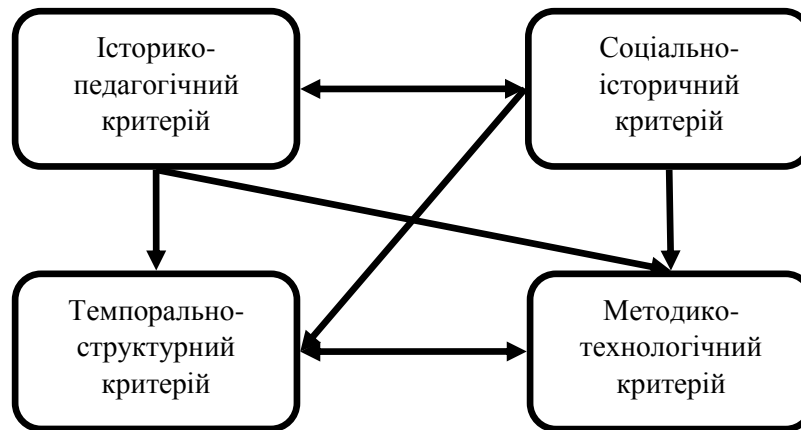 Історико-
педагогічний
критерій
Соціально-
історичний
критерій
Темпорально-
структурний
критерій
Методико-
технологічний
критерій